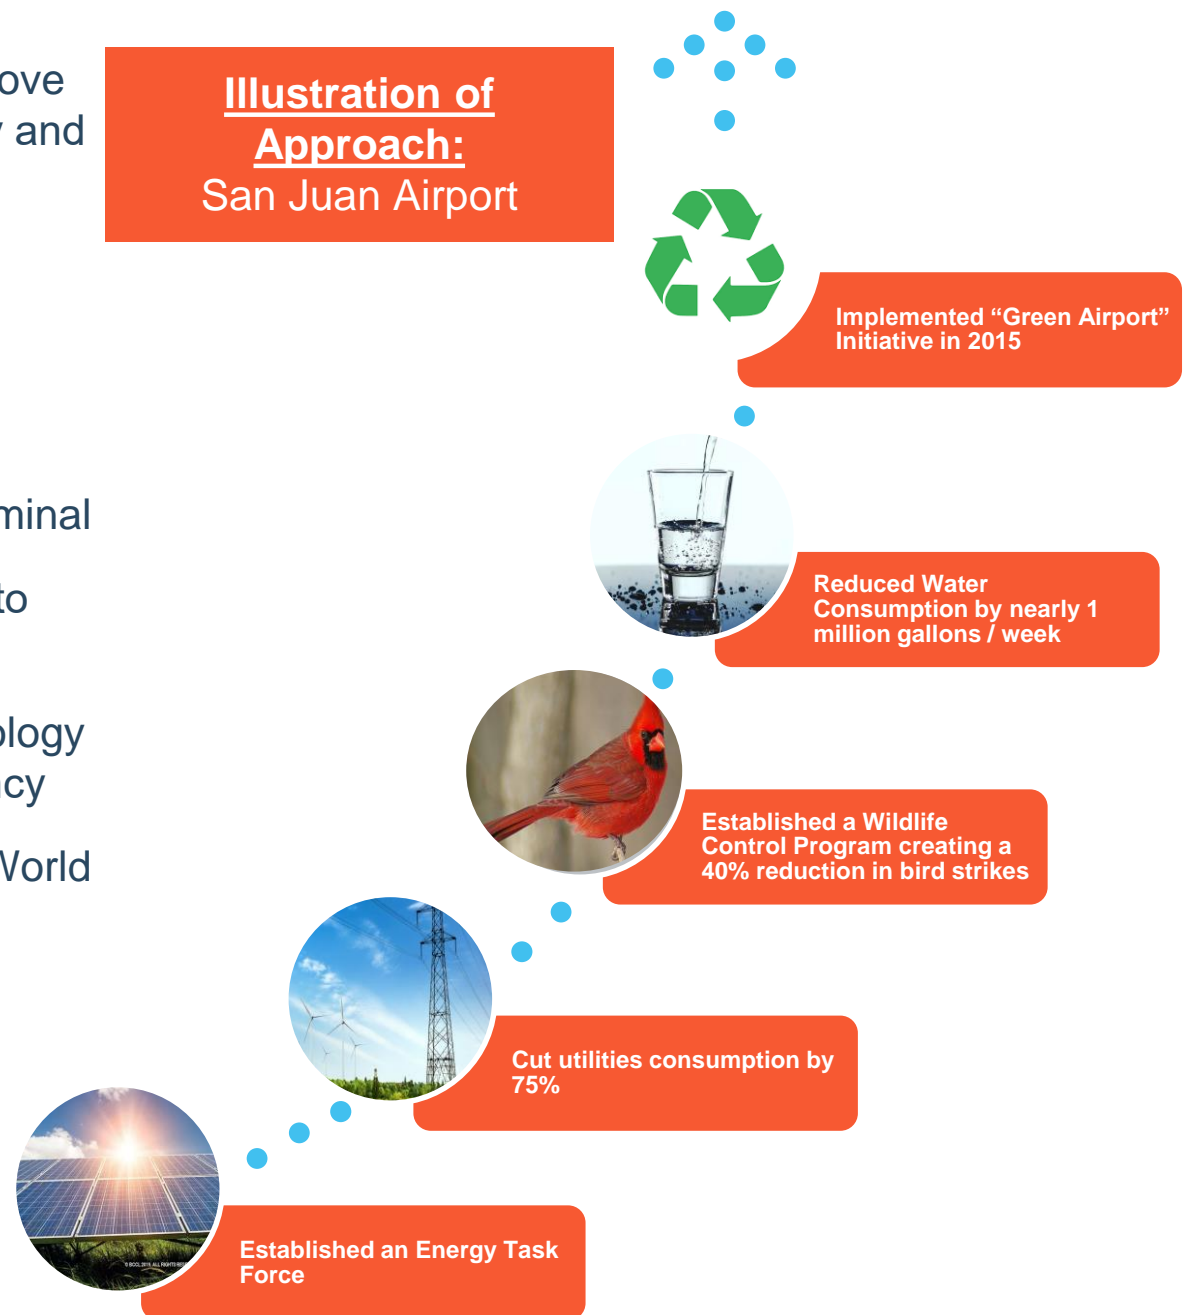 ove
y and
Illustration of
Approach:
San Juan Airport
Implemented “Green Airport”
Initiative in 2015
minal
to
ology
ncy
World
Reduced Water
Consumption by nearly 1
million gallons / week
Established a Wildlife
Control Program creating a
40% reduction in bird strikes
Cut utilities consumption by
75%
Established an Energy Task
Force